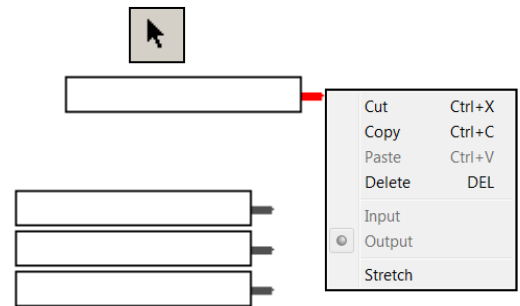 Cut Ctrl+X
Copy Ctrl+C
Paste Ctrl+V
Delete DEL
Input
Output
Stretch